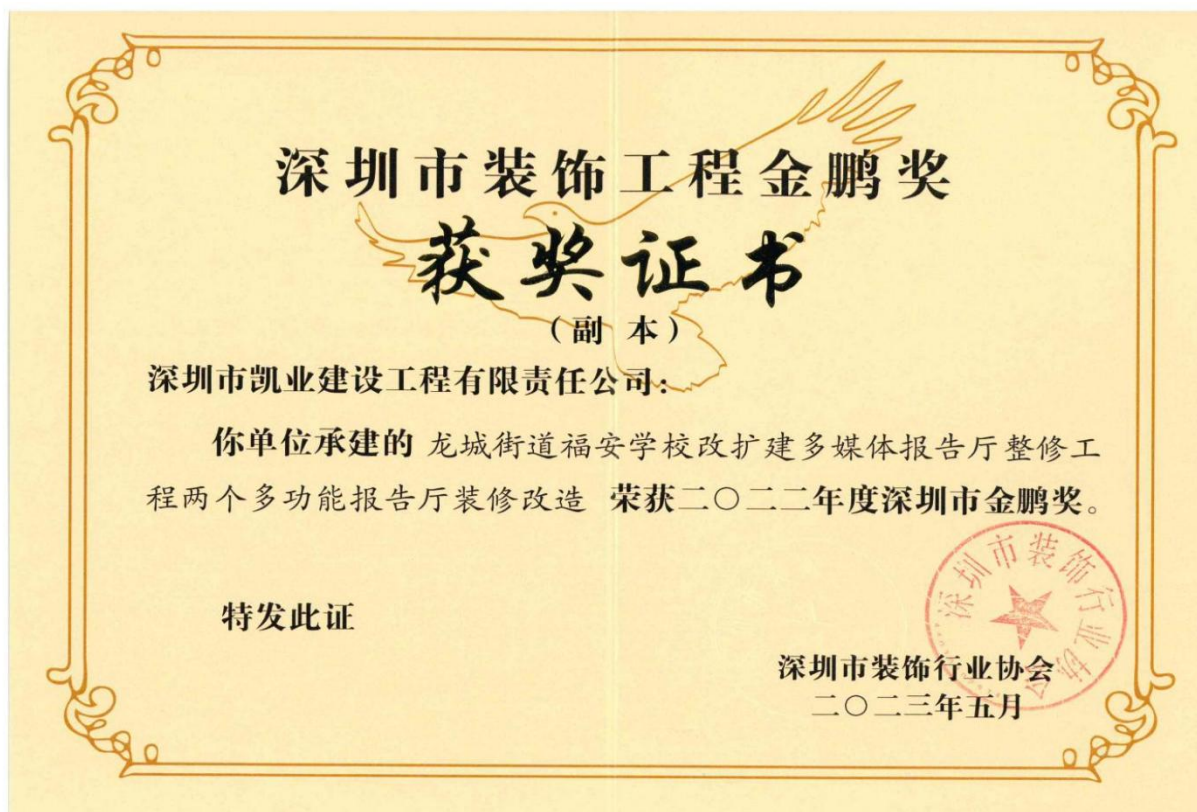 深圳市装饰工程金鹏奖
获奖证书
（副 本）
深圳市凯业建设工程有限责任公司:
你单位承建的 龙城街道福安学校改扩建多媒体报告厅整修工
程两个多功能报告厅装修改造 荣获二〇二二年度深圳市金鹏奖。
特发此证
深圳市装饰行业协会
深圳市装饰行业协会
二〇二三年五月